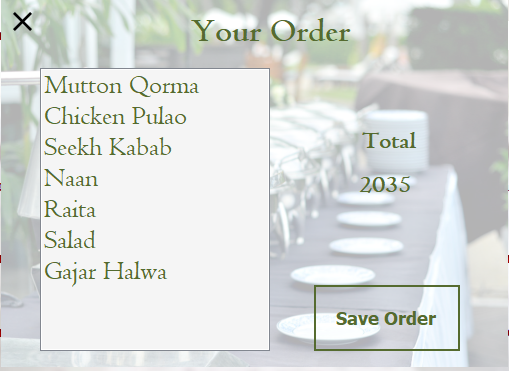 Your Order
Mutton Qorma
Chicken Pulao
Seekh Kabab
Naan
Raita
Salad
Gajar Halwa
Total
2035
Save Order